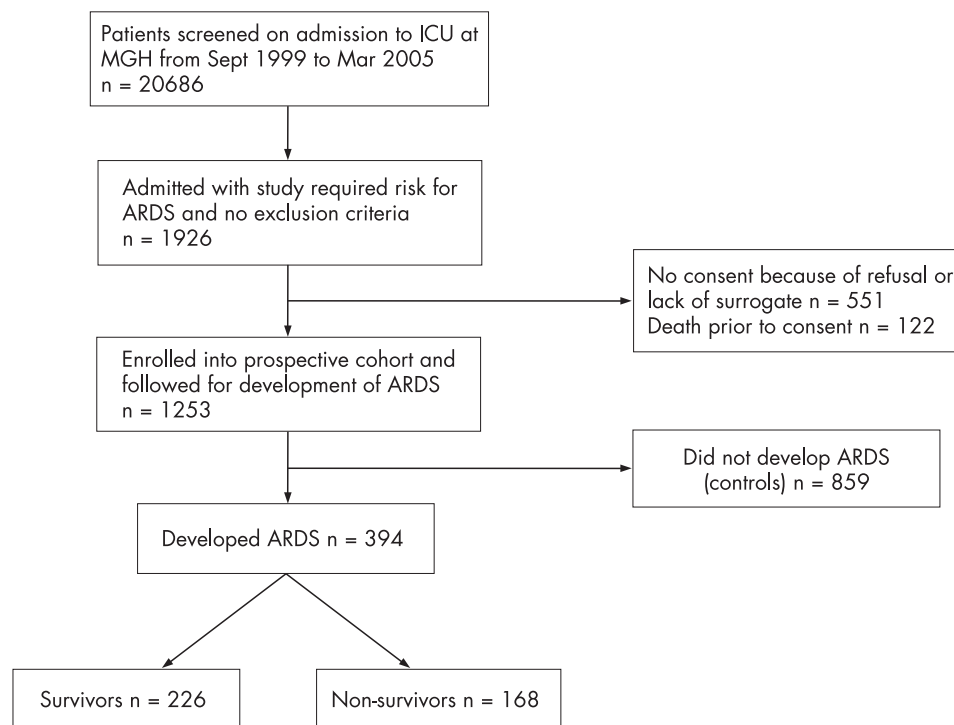 Patients screened on admission to ICU at
MGH from Sept 1999 to Mar 2005
n = 20686
Admitted with study required risk for
ARDS and no exclusion criteria
n = 1926
No consent because of refusal or
lack of surrogate n = 551
Death prior to consent n = 122
Enrolled into prospective cohort and
followed for development of ARDS
n = 1253
Did not develop ARDS
(controls) n = 859
Developed ARDS n = 394
Survivors n = 226
Non-survivors n = 168